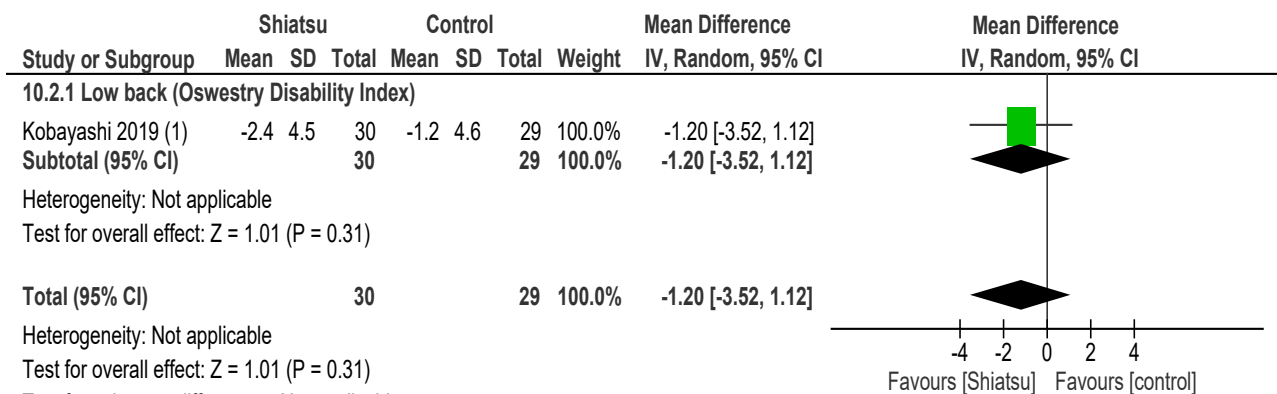 Shiatsu Control Mean Difference Mean Difference
Study or Subgroup Mean SD Total Mean SD Total Weight IV, Random, 95% CI IV, Random, 95% CI
10.2.1 Low back (Oswestry Disability Index)
Kobayashi 2019 (1) -2.4 4.5 30 -1.2 4.6 29 100.0% -1.20 [-3.52, 1.12]
Subtotal (95% CI) 30 29 100.0% -1.20 [-3.52, 1.12]
Heterogeneity: Not applicable
Test for overall effect: Z = 1.01 (P = 0.31)
Total (95% CI) 30 29 100.0% -1.20 [-3.52, 1.12]
Heterogeneity: Not applicable
Test for overall effect: Z = 1.01 (P = 0.31)
-4 -2 0 2 4
Favours [Shiatsu] Favours [control]